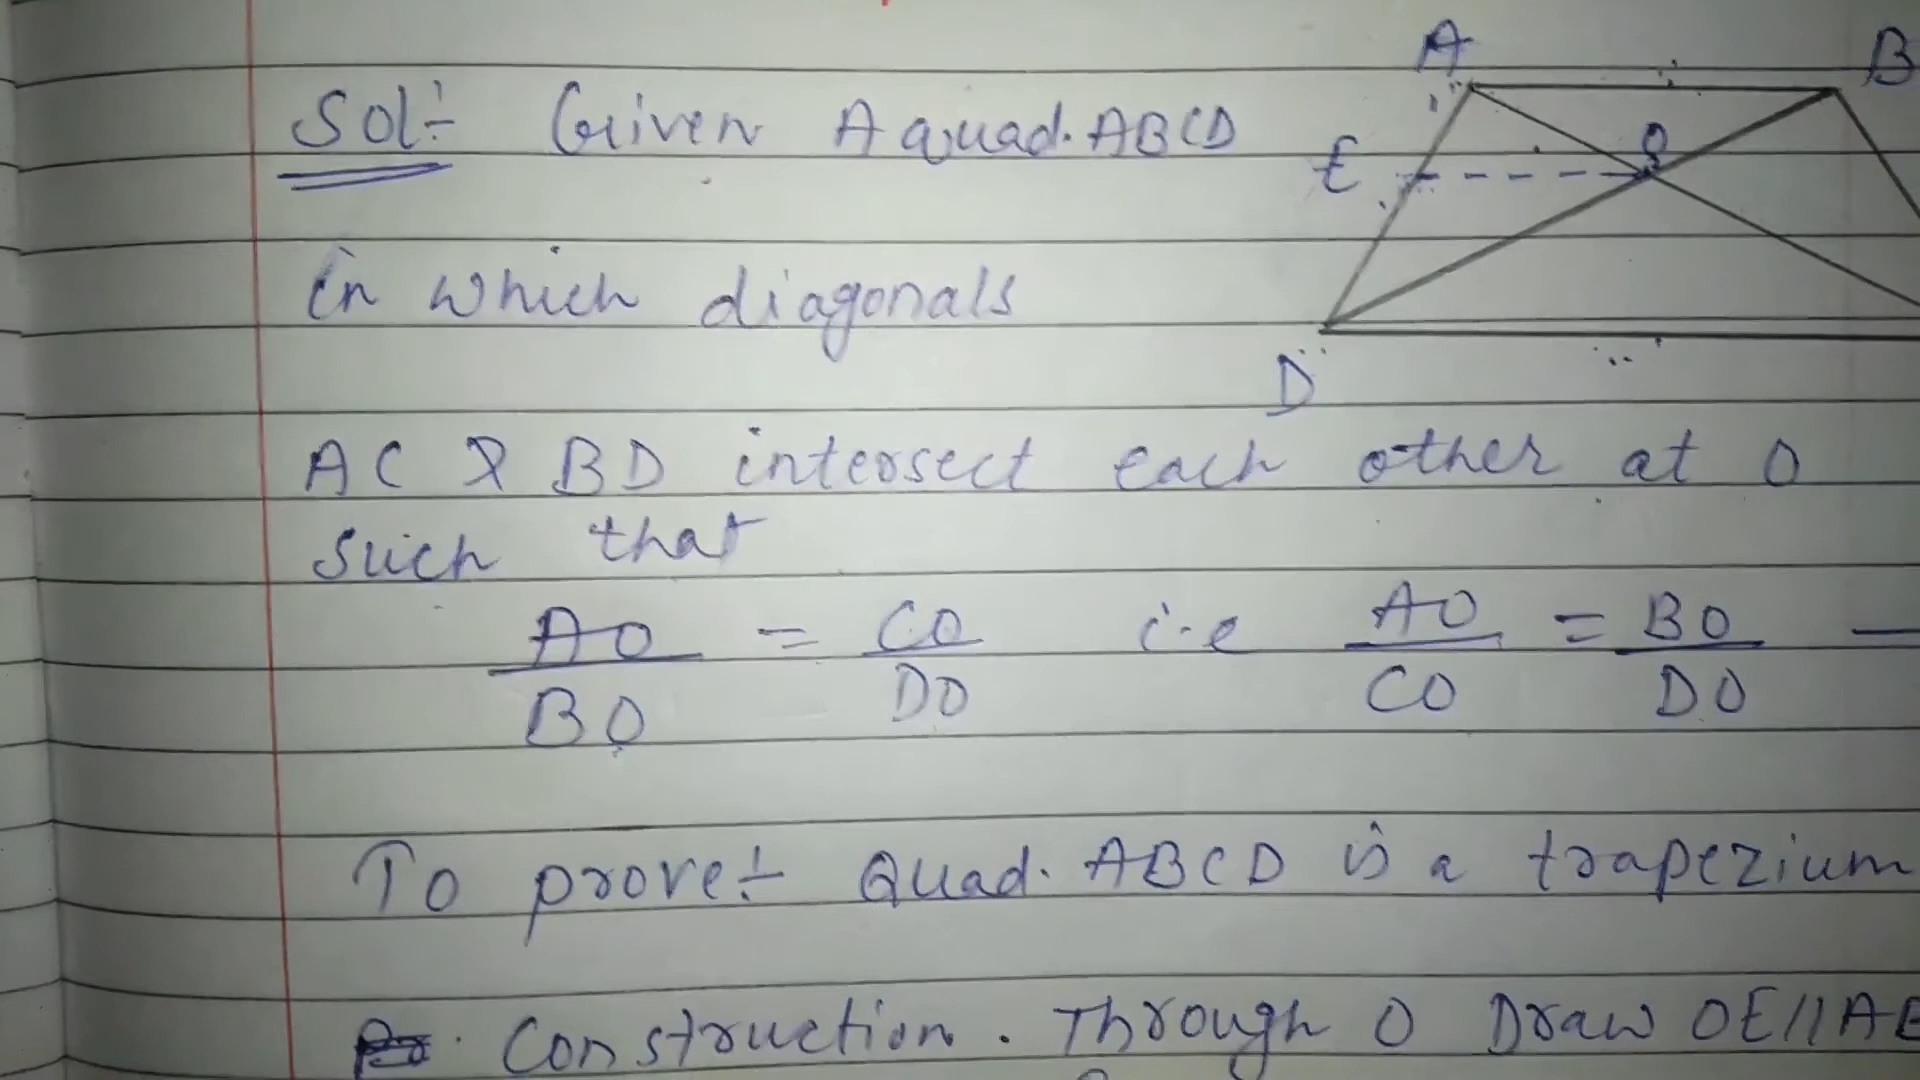 A B
Sol:- Given A quad. ABCD
E O
in which diagonals
D
AC & BD intersect each other at O
such that
AO/BO = CO/DO i.e AO/CO = BO/DO —
To prove:- Quad. ABCD is a trapezium
Construction. Through O Draw OE||AB